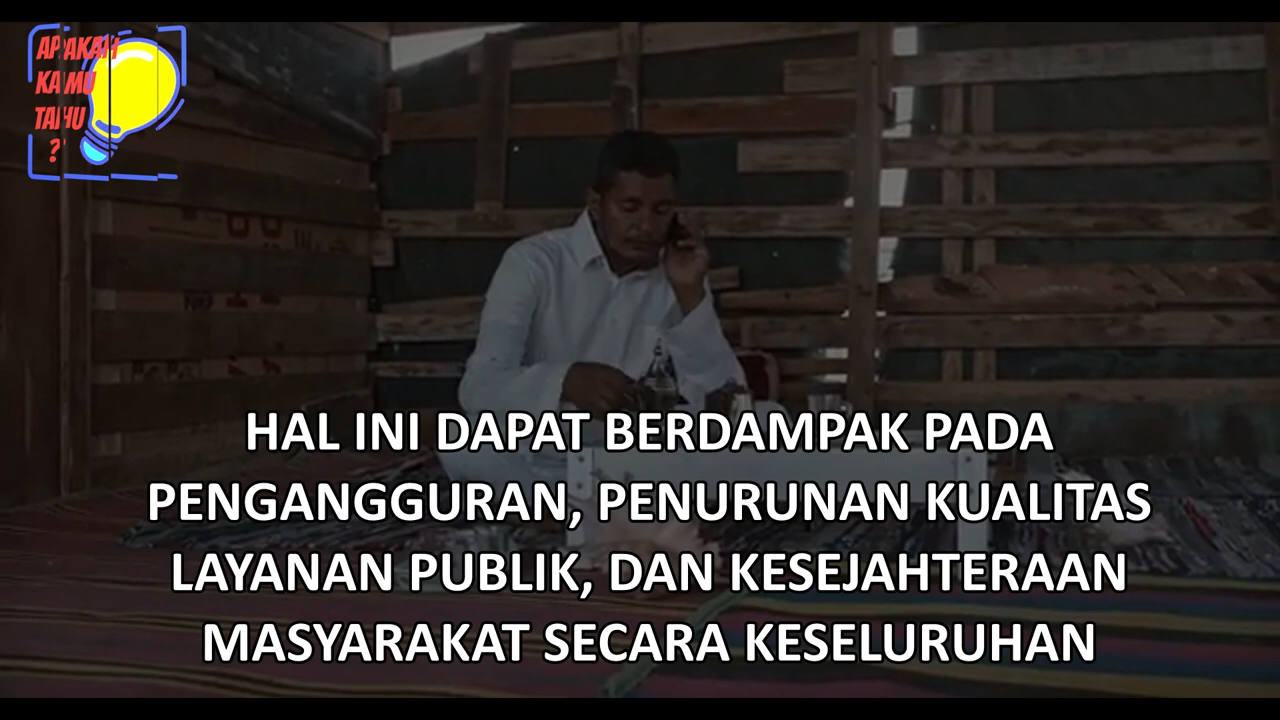 APAKAH
KAMU
TAHU
?
HAL INI DAPAT BERDAMPAK PADA
PENGANGGURAN, PENURUNAN KUALITAS
LAYANAN PUBLIK, DAN KESEJAHTERAAN
MASYARAKAT SECARA KESELURUHAN